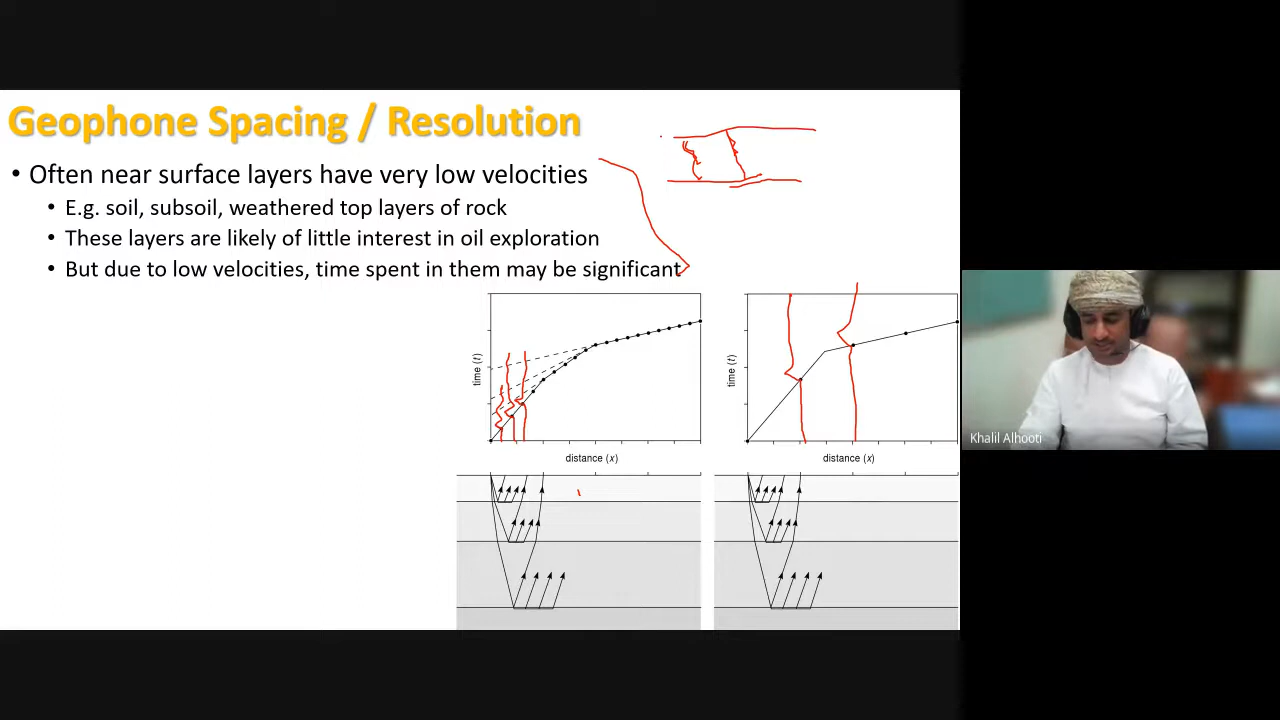 Geophone Spacing / Resolution
• Often near surface layers have very low velocities
• E.g. soil, subsoil, weathered top layers of rock
• These layers are likely of little interest in oil exploration
• But due to low velocities, time spent in them may be significant
time (t)
distance (x)
time (t)
distance (x)
Khalil Alhooti